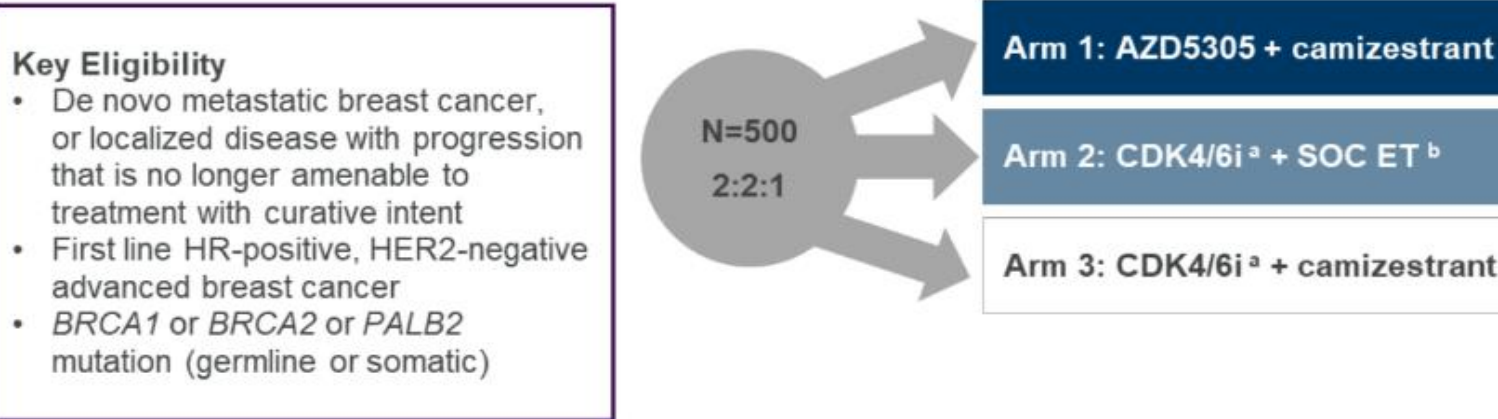 Key Eligibility
• De novo metastatic breast cancer,
or localized disease with progression
that is no longer amenable to
treatment with curative intent
• First line HR-positive, HER2-negative
advanced breast cancer
• BRCA1 or BRCA2 or PALB2
mutation (germline or somatic)
N=500
2:2:1
Arm 1: AZD5305 + camizestrant
Arm 2: CDK4/6i ᵃ + SOC ET ᵇ
Arm 3: CDK4/6i ᵃ + camizestrant